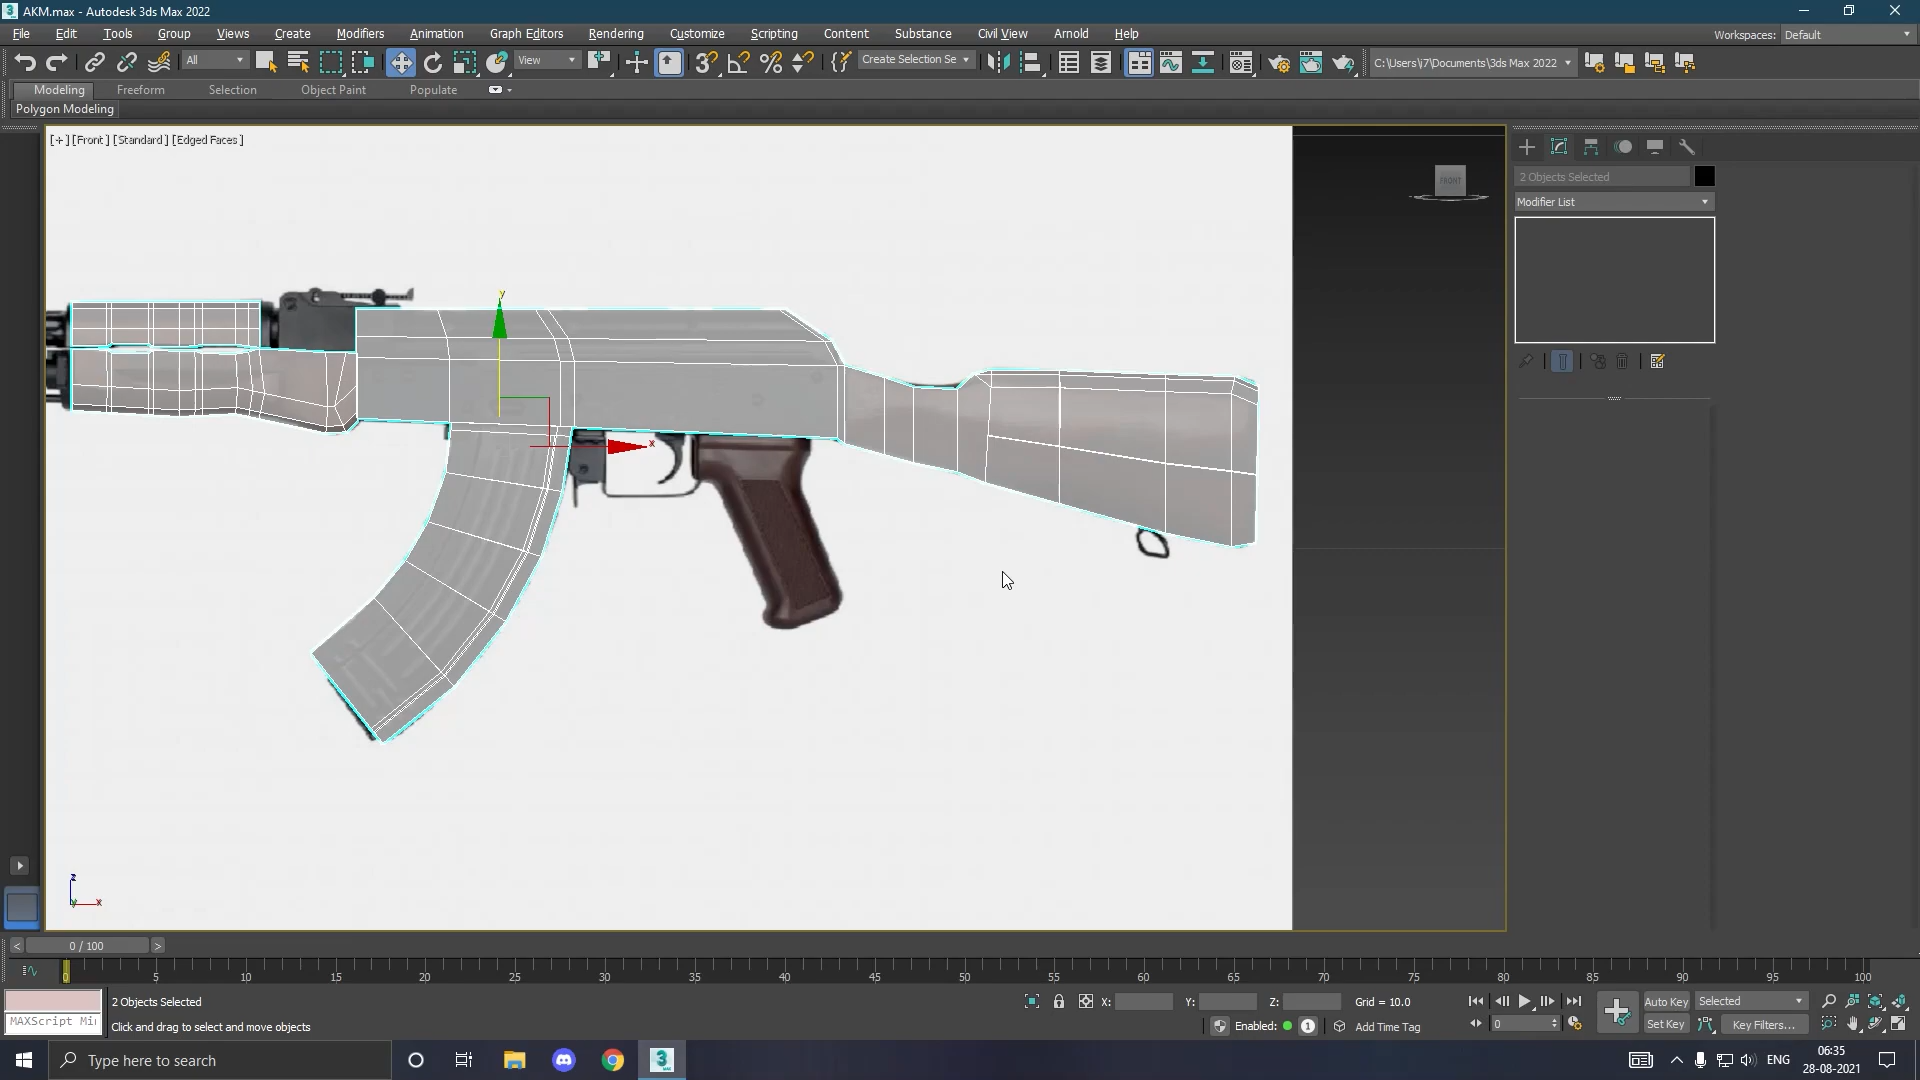 AKM.max - Autodesk 3ds Max 2022
File Edit Tools Group Views Create Modifiers Animation Graph Editors Rendering Customize Scripting Content Substance Civil View Arnold Help
Workspaces: Default
All
View
Create Selection Se
C:\Users\i7\Documents\3ds Max 2022
Modeling Freeform Selection Object Paint Populate
Polygon Modeling
[+] [Front] [Standard] [Edged Faces]
FRONT
2 Objects Selected
Modifier List
y
x
z
y
x
< 0 / 100 >
0 5 10 15 20 25 30 35 40 45 50 55 60 65 70 75 80 85 90 95 100
2 Objects Selected
X: Y: Z: Grid = 10.0
Auto Key Selected
MAXScript Mi
Click and drag to select and move objects
Enabled: 1 Add Time Tag
0
Set Key Key Filters...
Type here to search
3
MAX
ENG
06:35
28-08-2021